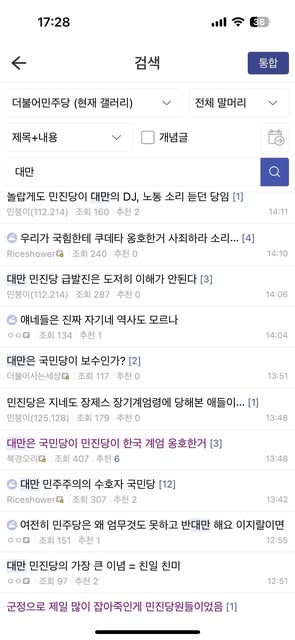 17:28
38
검색
통합
더불어민주당 (현재 갤러리)
전체 말머리
제목+내용
개념글
대만
놀랍게도 민진당이 대만의 DJ, 노통 소리 듣던 당임 [1]
민붕이(112.214) 조회 160 추천 2 14:11
우리가 국힘한테 쿠데타 옹호한거 사죄하라 소리... [4]
Riceshower 조회 240 추천 0 14:10
대만 민진당 급발진은 도저히 이해가 안된다 [3]
민붕이(112.214) 조회 287 추천 0 14:06
얘네들은 진짜 자기네 역사도 모르나
ㅇㅇ 조회 134 추천 1 14:04
대만은 국민당이 보수인가? [2]
더불어사는세상 조회 117 추천 0 13:51
민진당은 지네도 장제스 장기계엄령에 당해본 애들이... [1]
민붕이(125.128) 조회 179 추천 0 13:48
대만은 국민당이 민진당이 한국 계엄 옹호한거 [3]
북경오리 조회 407 추천 6 13:48
대만 민주주의의 수호자 국민당 [12]
Riceshower 조회 307 추천 2 13:42
여전히 민주당은 왜 엄무것도 못하고 반대만 해요 이지랄이면
ㅇㅇ 조회 151 추천 1 12:55
대만 민진당의 가장 큰 이념 = 친일 친미
ㅇㅇ 조회 97 추천 2 12:51
군정으로 제일 많이 잡아죽인게 민진당원들이었음 [1]